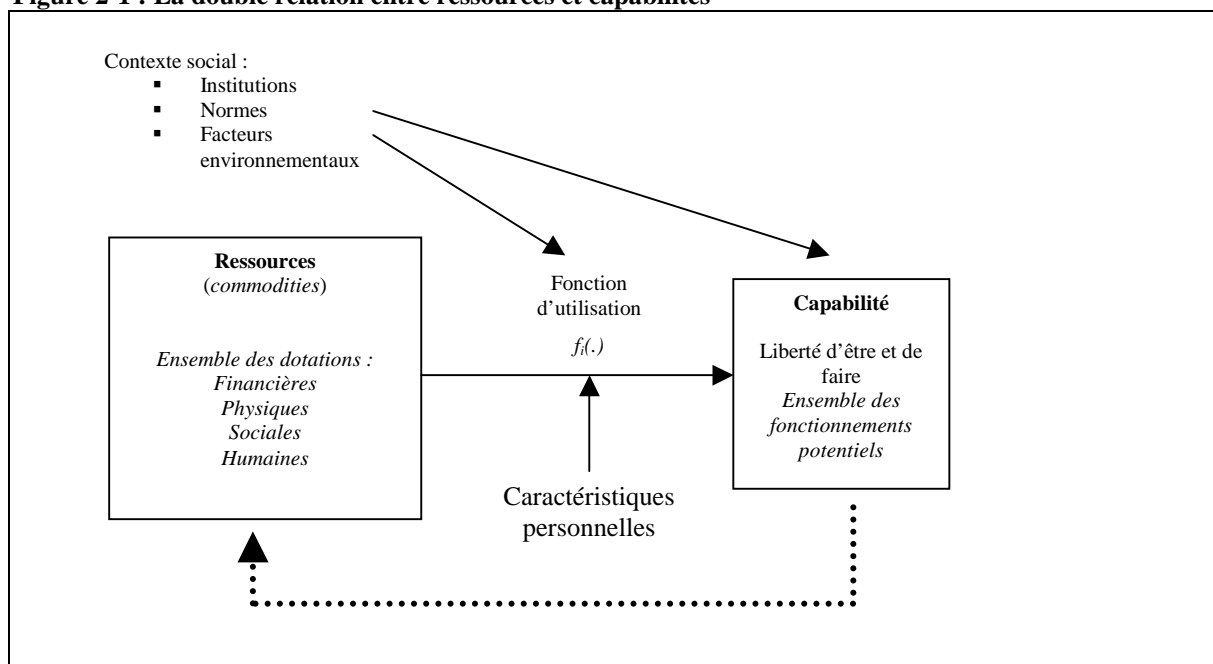 Figure 2-1 : La double relation entre ressources et capabilités
Contexte social :
▪ Institutions
▪ Normes
▪ Facteurs
environnementaux
Ressources
(commodities)
Ensemble des dotations :
Financières
Physiques
Sociales
Humaines
Fonction
d’utilisation
fi(.)
Caractéristiques
personnelles
Capabilité
Liberté d’être et de
faire
Ensemble des
fonctionnements
potentiels